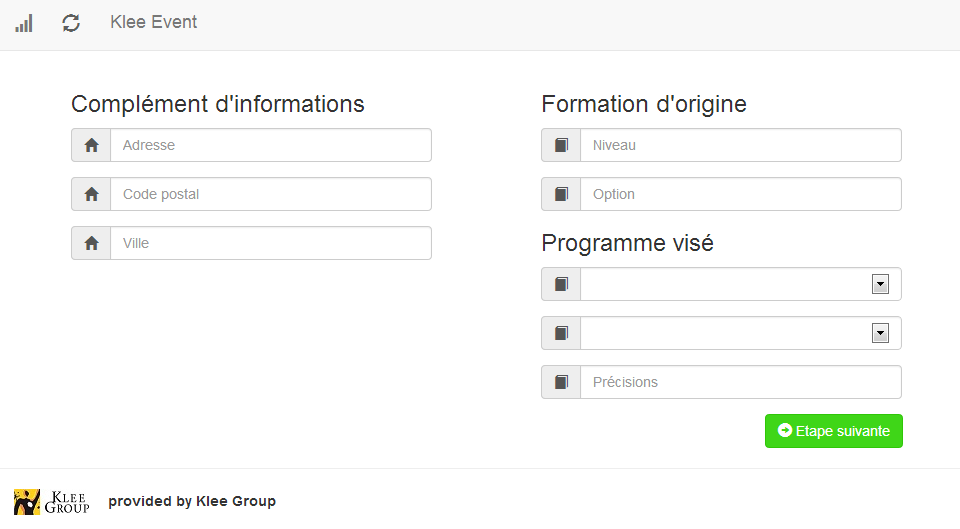 Klee Event
Complément d'informations
Adresse
Code postal
Ville
Formation d'origine
Niveau
Option
Programme visé
Précisions
Etape suivante
KLEE
GROUP
provided by Klee Group